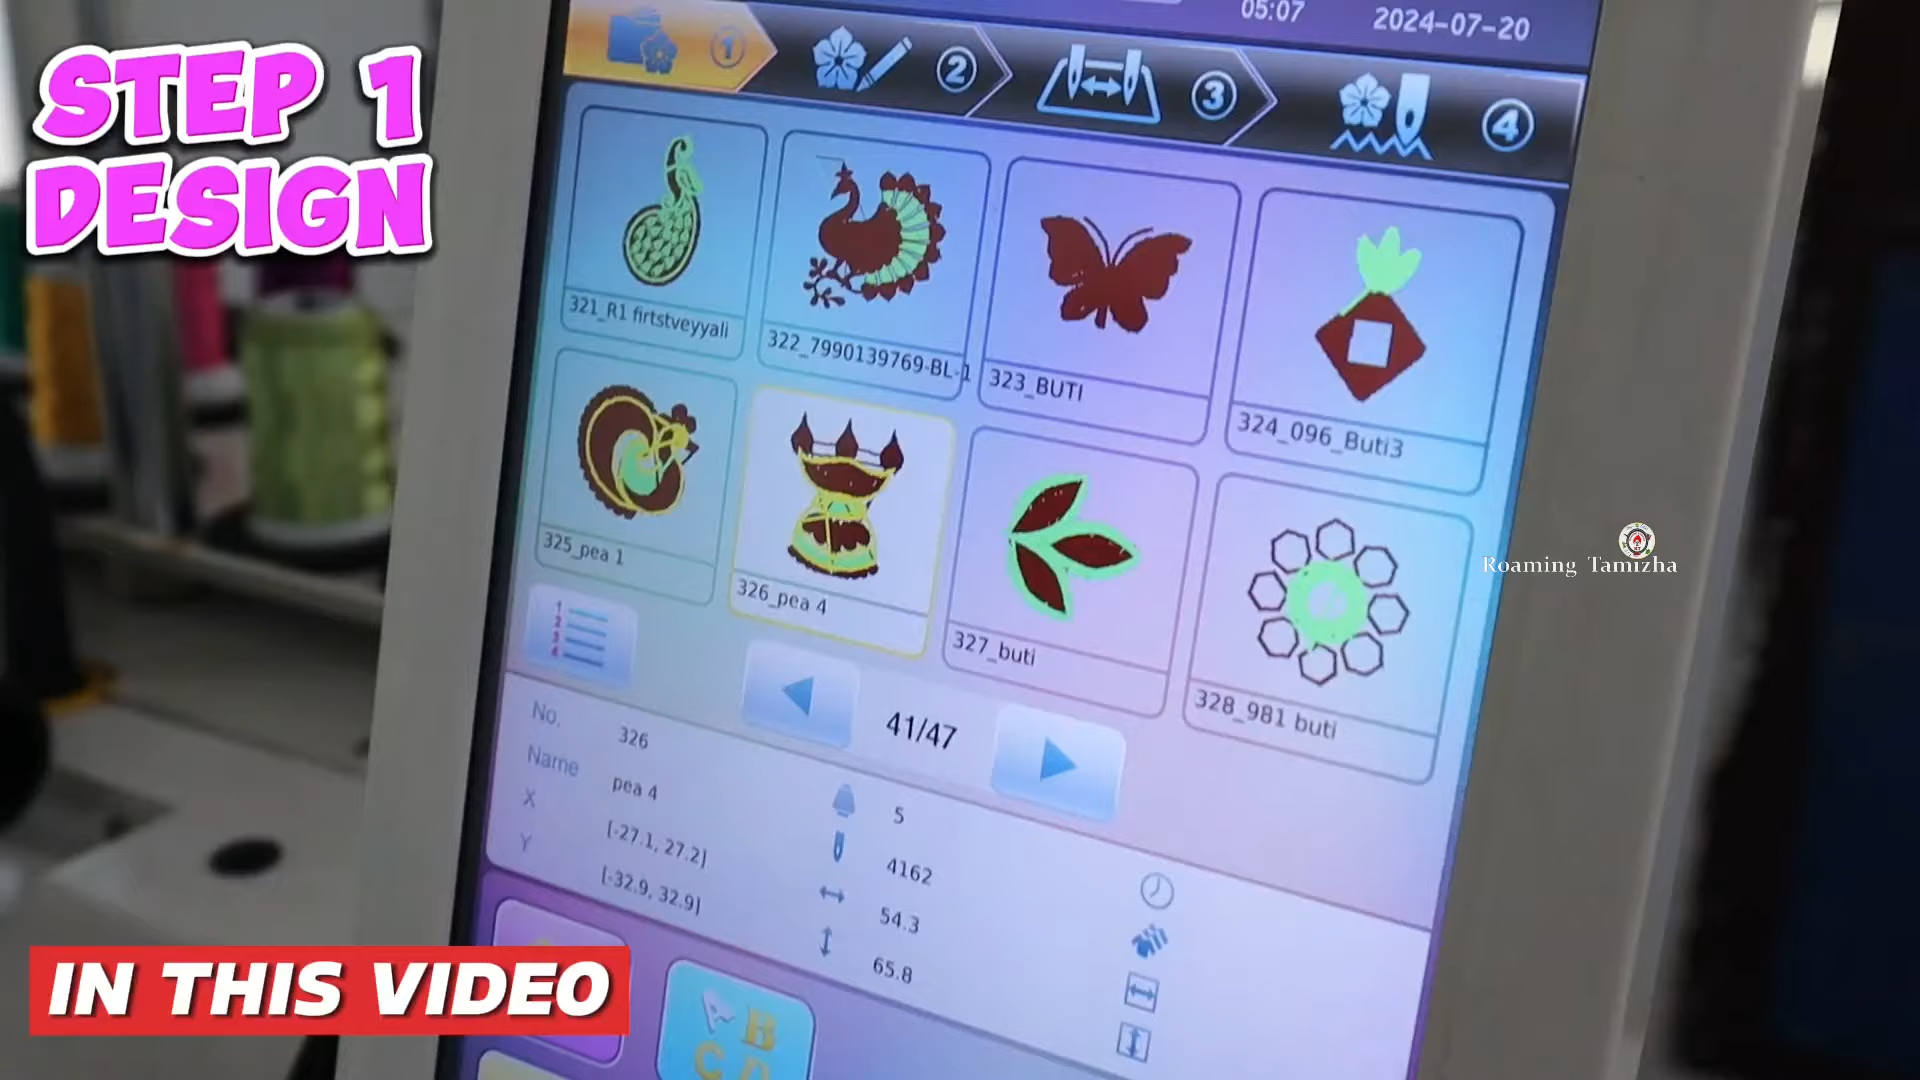 STEP 1
DESIGN
05:07
2024-07-20
1
2
3
4
321_R1 firtstveyyali
322_7990139769-BL-1
323_BUTI
324_096_Buti3
325_pea 1
326_pea 4
327_buti
328_981 buti
Roaming Tamizha
41/47
No. 326
Name pea 4
X [-27.1, 27.2]
Y [-32.9, 32.9]
5
4162
54.3
65.8
IN THIS VIDEO
B
C D